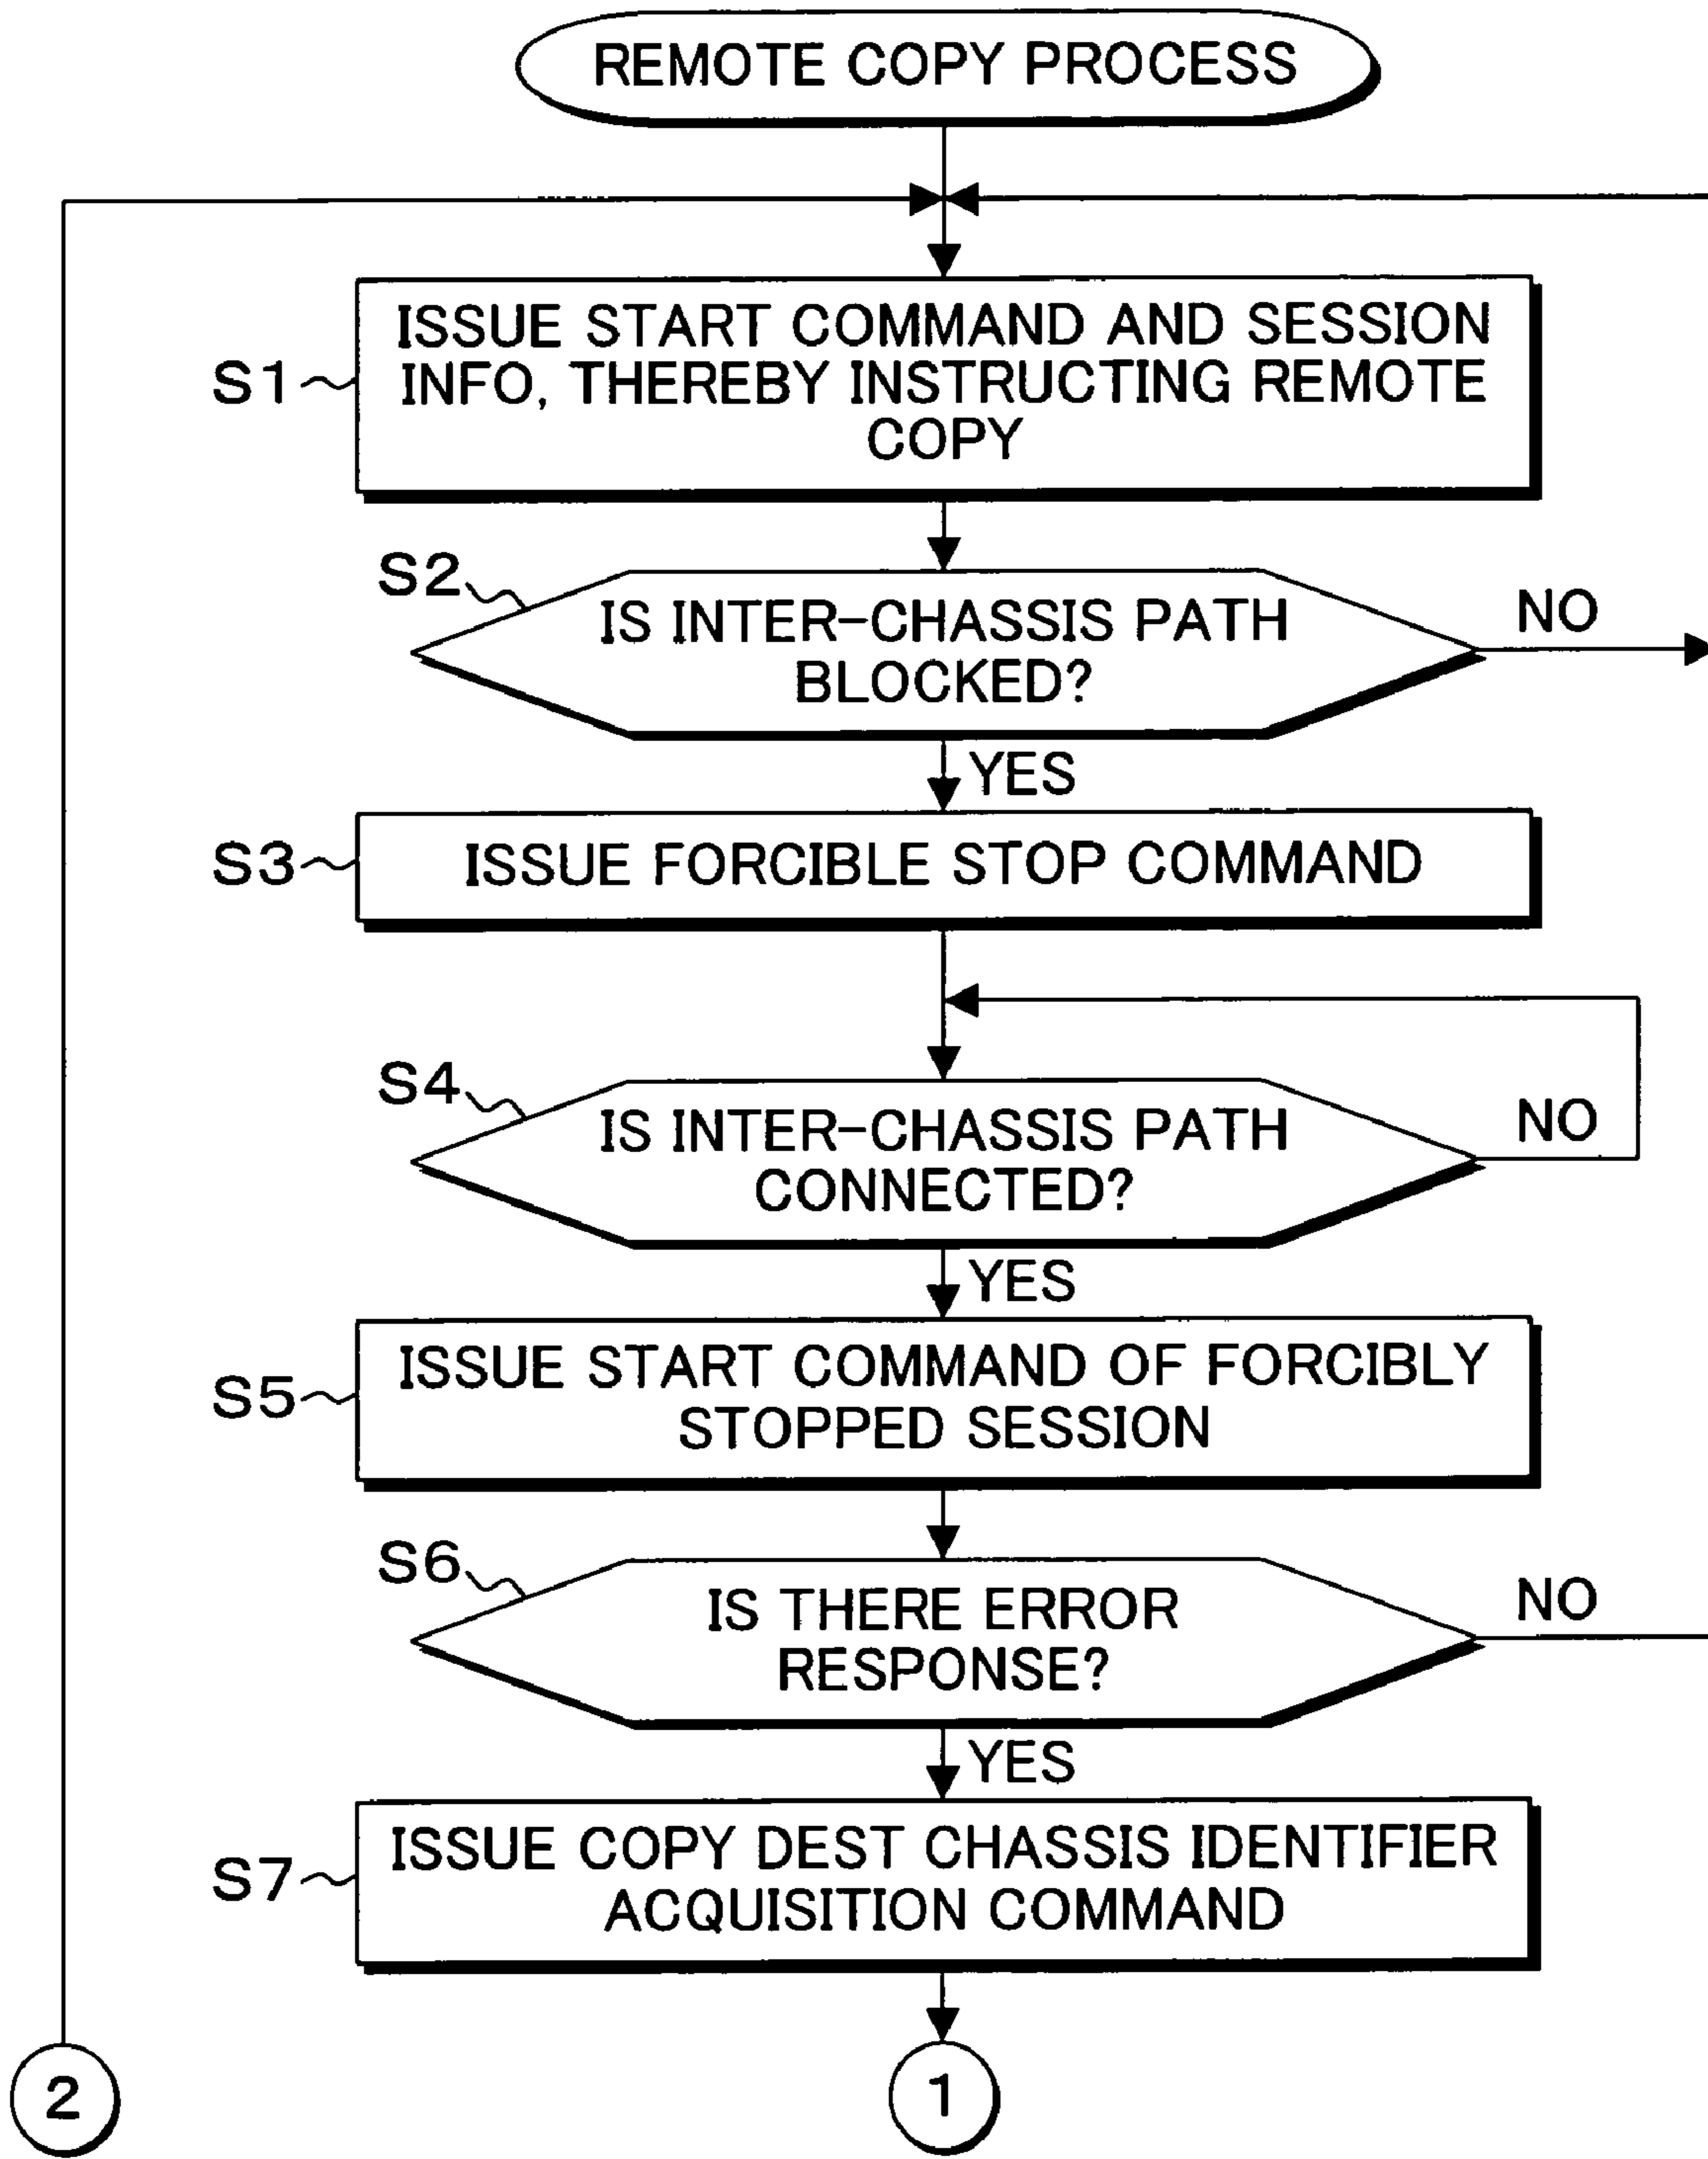 REMOTE COPY PROCESS
S1
ISSUE START COMMAND AND SESSION
INFO, THEREBY INSTRUCTING REMOTE
COPY
S2
IS INTER-CHASSIS PATH
BLOCKED?
NO
YES
S3
ISSUE FORCIBLE STOP COMMAND
S4
IS INTER-CHASSIS PATH
CONNECTED?
NO
YES
S5
ISSUE START COMMAND OF FORCIBLY
STOPPED SESSION
S6
IS THERE ERROR
RESPONSE?
NO
YES
S7
ISSUE COPY DEST CHASSIS IDENTIFIER
ACQUISITION COMMAND
2
1